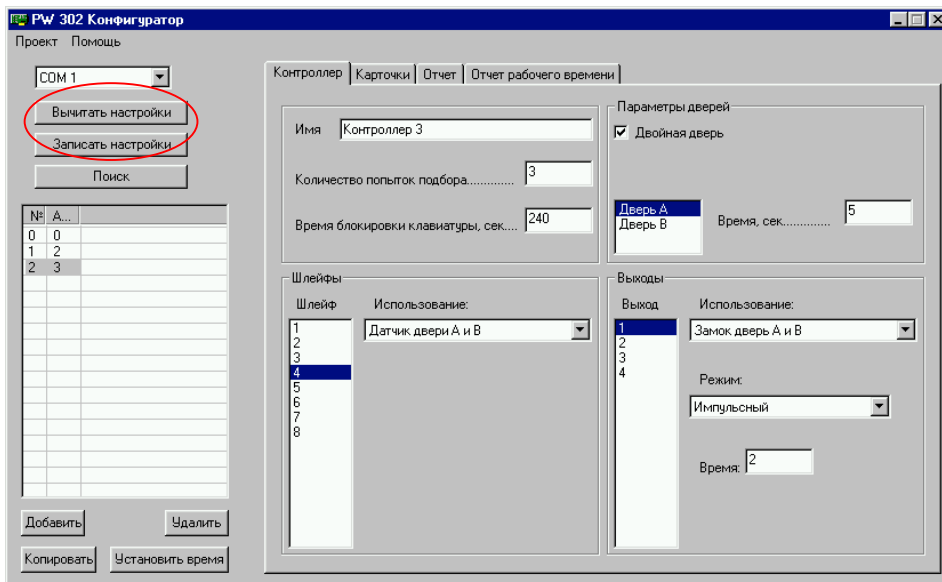 PW 302 Конфигуратор
Проект Помощь
COM 1
Вычитать настройки
Записать настройки
Поиск
№ А...
0 0
1 2
2 3
Добавить Удалить
Копировать Установить время
Контроллер Карточки Отчет Отчет рабочего времени
Имя Контроллер 3
Количество попыток подбора.............. 3
Время блокировки клавиатуры, сек.... 240
Параметры дверей
Двойная дверь
Дверь А
Дверь В
Время, сек.............. 5
Шлейфы
Шлейф Использование:
1 Датчик двери А и В
2
3
4
5
6
7
8
Выходы
Выход Использование:
1 Замок дверь А и В
2
3
4
Режим:
Импульсный
Время: 2